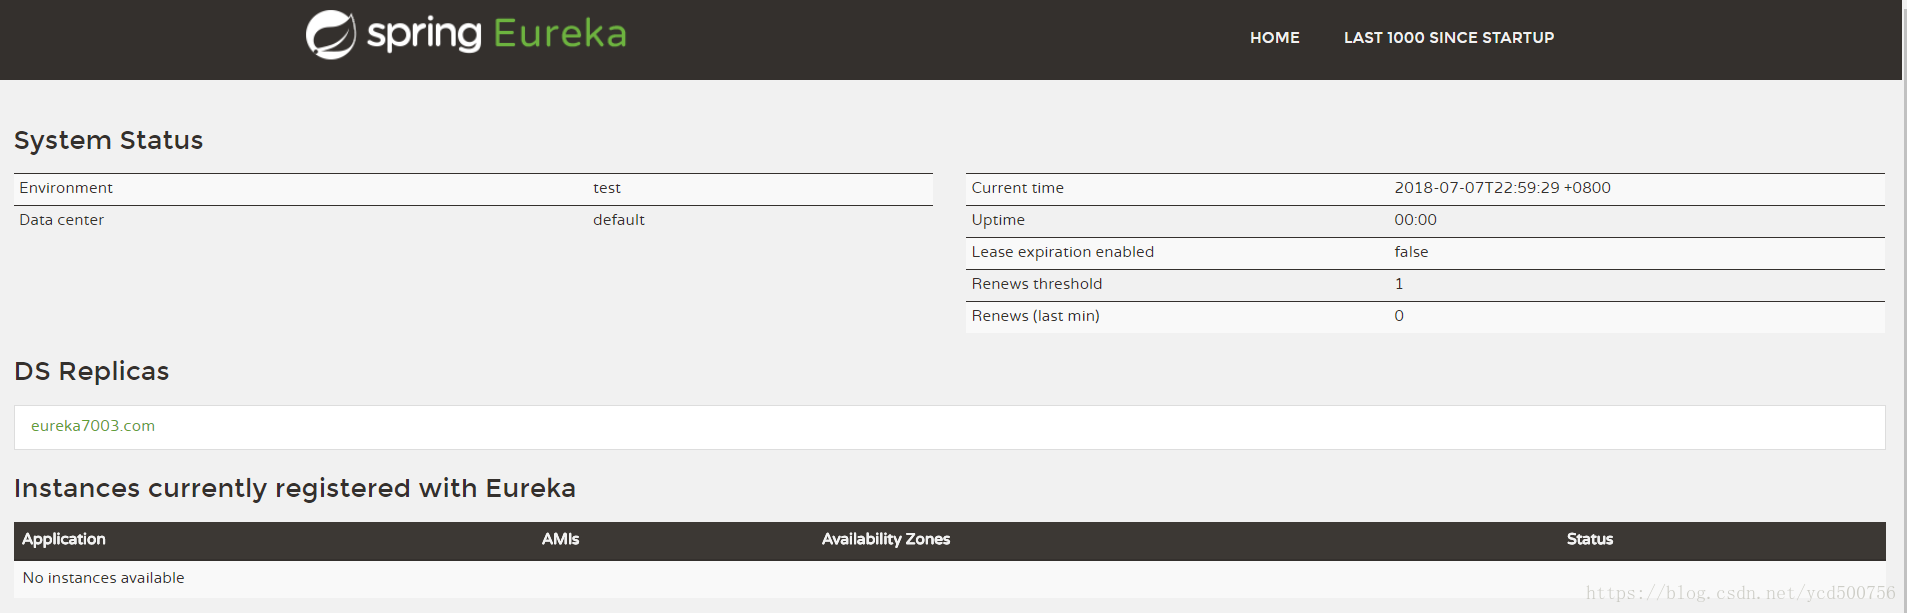 spring Eureka
HOME LAST 1000 SINCE STARTUP
System Status
Environment test
Data center default
Current time 2018-07-07T22:59:29 +0800
Uptime 00:00
Lease expiration enabled false
Renews threshold 1
Renews (last min) 0
DS Replicas
eureka7003.com
Instances currently registered with Eureka
Application AMIs Availability Zones Status
No instances available
https://blog.csdn.net/ycd500756